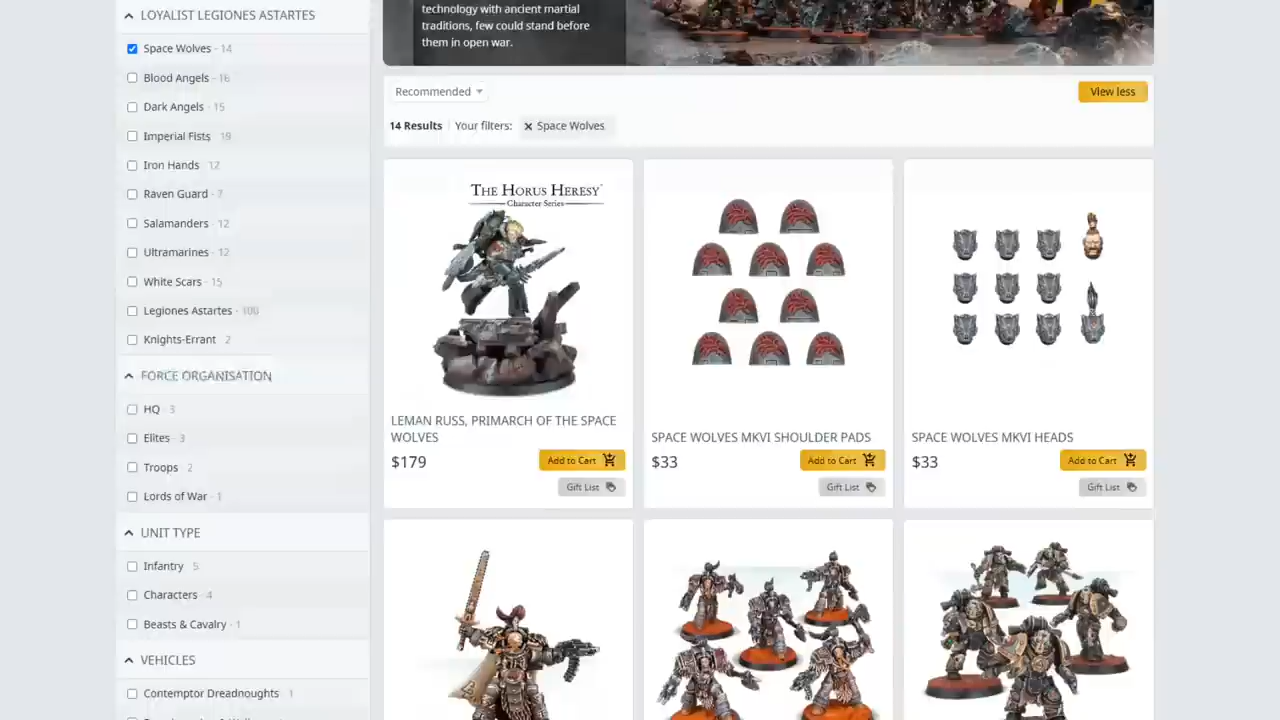 LOYALIST LEGIONES ASTARTES
Space Wolves - 14
Blood Angels - 18
Dark Angels - 15
Imperial Fists 19
Iron Hands - 12
Raven Guard - 7
Salamanders - 12
Ultramarines - 12
White Scars - 15
Legiones Astartes - 100
Knights-Errant 2
FORCE ORGANISATION
HQ - 3
Elites - 3
Troops 2
Lords of War - 1
UNIT TYPE
Infantry 5
Characters - 4
Beasts & Cavalry - 1
VEHICLES
Contemptor Dreadnoughts 1
technology with ancient martial
traditions, few could stand before
them in open war.
Recommended
View less
14 Results Your filters: × Space Wolves
THE HORUS HERESY
Character Series
LEMAN RUSS, PRIMARCH OF THE SPACE
WOLVES
$179
Add to Cart
Gift List
SPACE WOLVES MKVI SHOULDER PADS
$33
Add to Cart
Gift List
SPACE WOLVES MKVI HEADS
$33
Add to Cart
Gift List